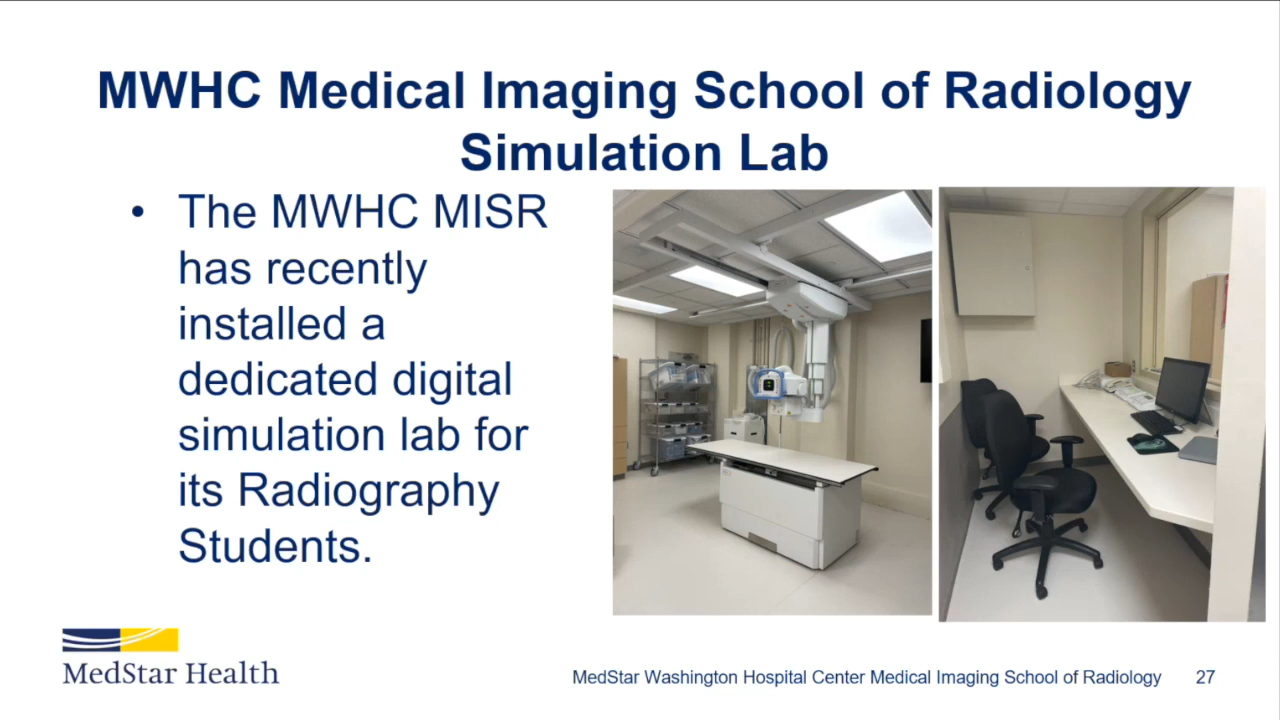 MWHC Medical Imaging School of Radiology
Simulation Lab
• The MWHC MISR
has recently
installed a
dedicated digital
simulation lab for
its Radiography
Students.
MedStar Health
MedStar Washington Hospital Center Medical Imaging School of Radiology 27